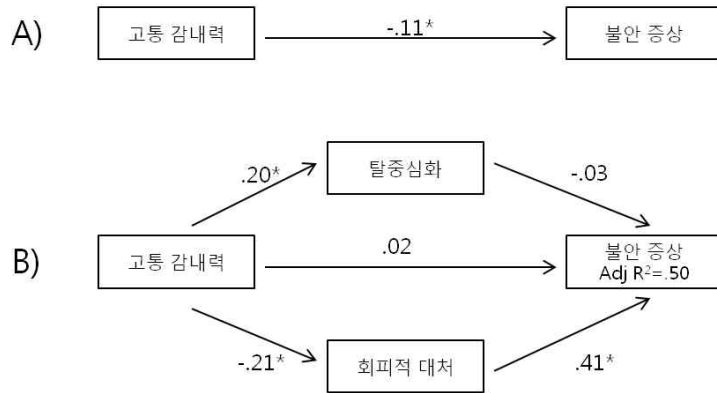 A)
고통 감내력
-.11*
불안 증상
.20*
탈중심화
-.03
B)
고통 감내력
.02
불안 증상
Adj R²=.50
-.21*
회피적 대처
.41*